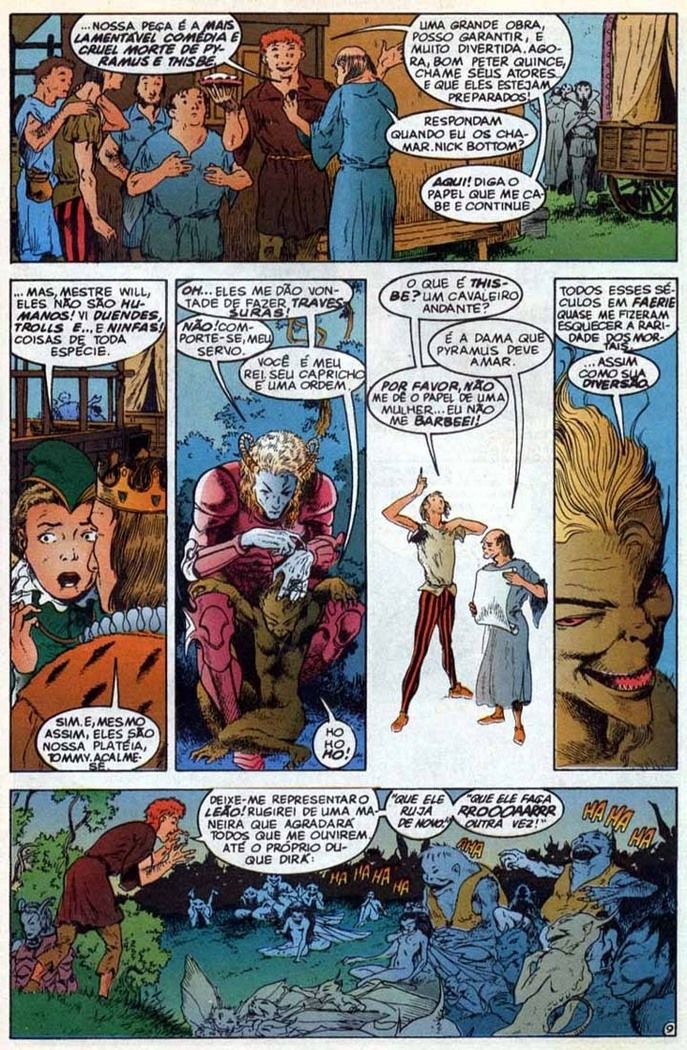 ...NOSSA PEÇA É A MAIS
LAMENTÁVEL COMÉDIA E
CRUEL MORTE DE PY-
RAMUS E THISBE.
UMA GRANDE OBRA,
POSSO GARANTIR, E
MUITO DIVERTIDA. AGO-
RA, BOM PETER QUINCE,
CHAME SEUS ATORES...
E QUE ELES ESTEJAM
PREPARADOS!
RESPONDAM
QUANDO EU OS CHA-
MAR. NICK BOTTOM?
AQUI! DIGA O
PAPEL QUE ME CA-
BE E CONTINUE.
...MAS, MESTRE WILL,
ELES NÃO SÃO HU-
MANOS! VI DUENDES,
TROLLS E... E NINFAS!
COISAS DE TODA
ESPÉCIE.
SIM. E, MESMO
ASSIM, ELES SÃO
NOSSA PLATÉIA,
TOMMY. ACALME-
SE.
OH... ELES ME DÃO VON-
TADE DE FAZER TRAVES-
SURAS!
NÃO! COM-
PORTE-SE, MEU
SERVO.
VOCÊ É MEU
REI. SEU CAPRICHO
É UMA ORDEM.
HO
HO
HO!
O QUE É THIS-
BE? UM CAVALEIRO
ANDANTE?
É A DAMA QUE
PYRAMUS DEVE
AMAR.
POR FAVOR, NÃO
ME DÊ O PAPEL DE UMA
MULHER... EU NÃO
ME BARBEEI!
TODOS ESSES SÉ-
CULOS EM FAERIE
QUASE ME FIZERAM
ESQUECER A RARI-
DADE DOS MOR-
TAIS.
...ASSIM
COMO SUA
DIVERSÃO.
DEIXE-ME REPRESENTAR O
LEÃO! RUGIREI DE UMA MA-
NEIRA QUE AGRADARÁ
TODOS QUE ME OUVIREM.
ATÉ O PRÓPRIO DU-
QUE DIRÁ:
"QUE ELE
RUJA
DE NOVO!"
"QUE ELE FAÇA
RROOOAARRR
OUTRA VEZ!"
HA HA HA HA
HA
HA HA HA
9